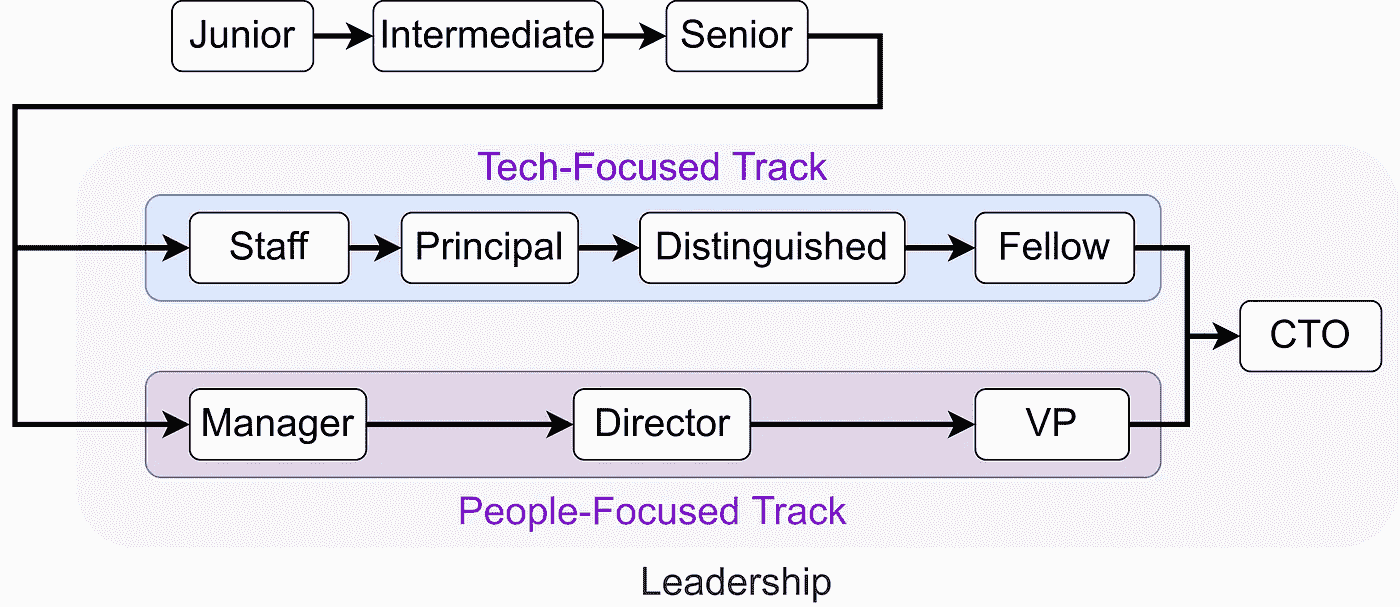 Junior
Intermediate
Senior
Tech-Focused Track
Staff
Principal
Distinguished
Fellow
CTO
Manager
Director
VP
People-Focused Track
Leadership